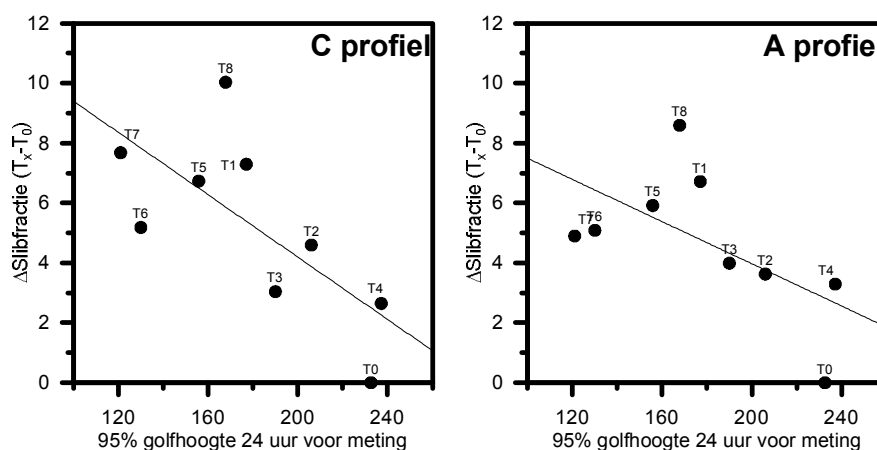 C profiel
12
10
8
6
4
2
0
ΔSlibfractie (Tx-T0)
T8
T7
T1
T5
T6
T2
T3
T4
T0
120 160 200 240
95% golfhoogte 24 uur voor meting
A profiel
12
10
8
6
4
2
0
ΔSlibfractie (Tx-T0)
T8
T1
T5
T7
T6
T3
T2
T4
T0
120 160 200 240
95% golfhoogte 24 uur voor meting